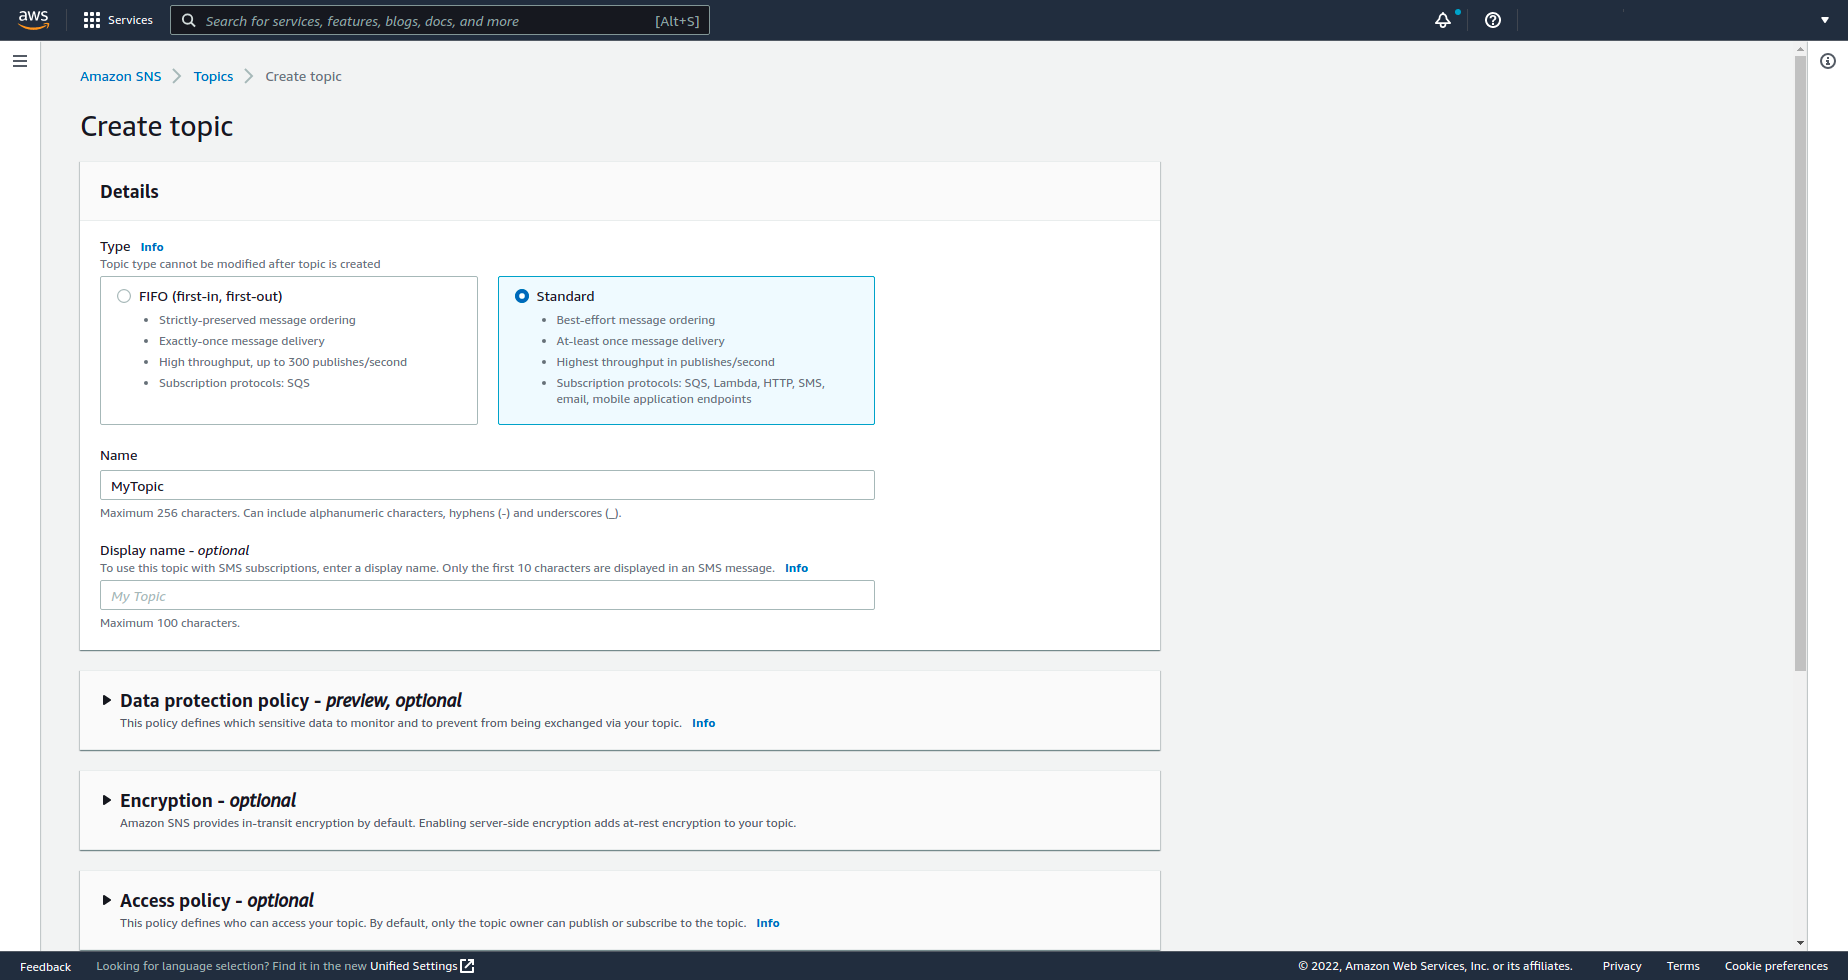 aws
Services
Search for services, features, blogs, docs, and more [Alt+S]
Amazon SNS Topics Create topic
Create topic
Details
Type Info
Topic type cannot be modified after topic is created
FIFO (first-in, first-out)
• Strictly-preserved message ordering
• Exactly-once message delivery
• High throughput, up to 300 publishes/second
• Subscription protocols: SQS
Standard
• Best-effort message ordering
• At-least once message delivery
• Highest throughput in publishes/second
• Subscription protocols: SQS, Lambda, HTTP, SMS,
email, mobile application endpoints
Name
MyTopic
Maximum 256 characters. Can include alphanumeric characters, hyphens (-) and underscores (_).
Display name - optional
To use this topic with SMS subscriptions, enter a display name. Only the first 10 characters are displayed in an SMS message. Info
My Topic
Maximum 100 characters.
Data protection policy - preview, optional
This policy defines which sensitive data to monitor and to prevent from being exchanged via your topic. Info
Encryption - optional
Amazon SNS provides in-transit encryption by default. Enabling server-side encryption adds at-rest encryption to your topic.
Access policy - optional
This policy defines who can access your topic. By default, only the topic owner can publish or subscribe to the topic. Info
Feedback Looking for language selection? Find it in the new Unified Settings © 2022, Amazon Web Services, Inc. or its affiliates. Privacy Terms Cookie preferences